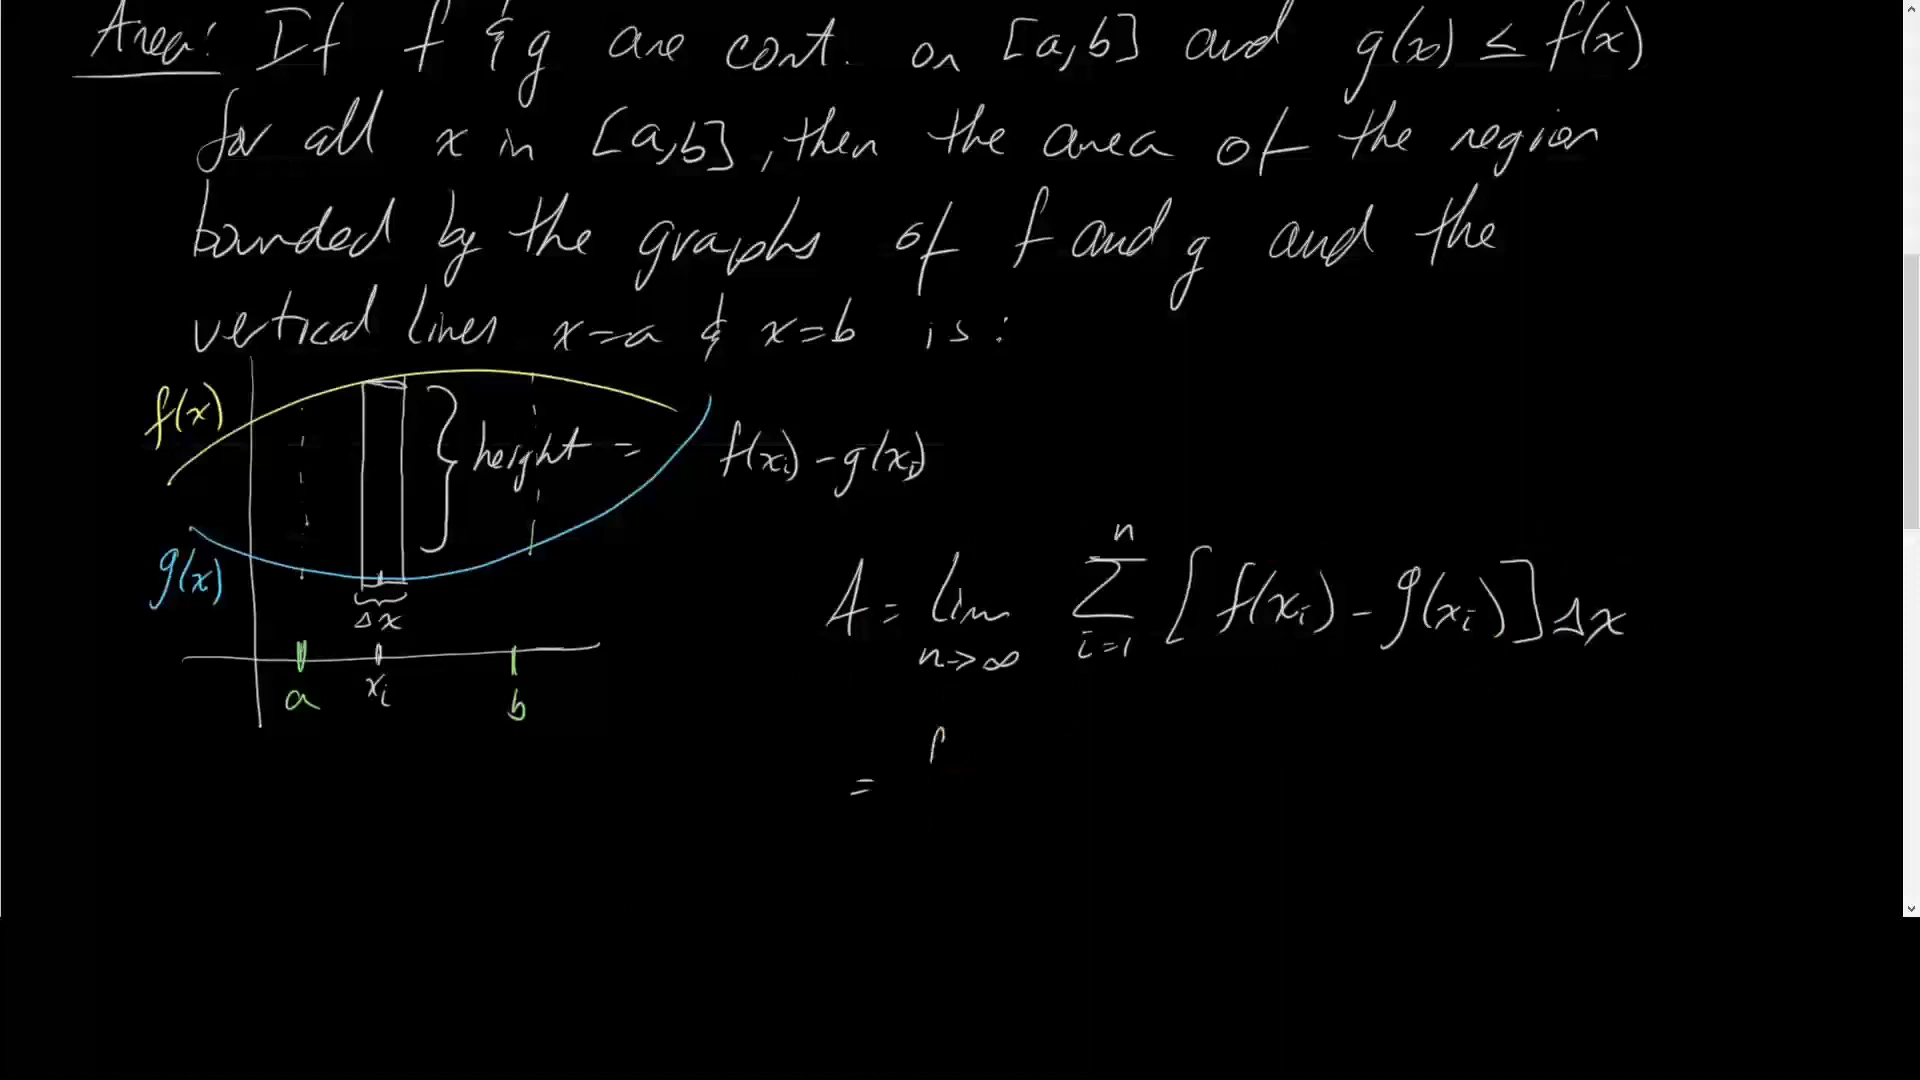 Area: If f & g are cont. on [a,b] and g(x) ≤ f(x)
for all x in [a,b], then the area of the region
bounded by the graphs of f and g and the
vertical lines x=a & x=b is:
f(x)
} height = f(xᵢ) - g(xᵢ)
g(x)
Δx
A = lim n→∞ ∑ i=1 n [f(xᵢ) - g(xᵢ)] Δx
a xᵢ b
=